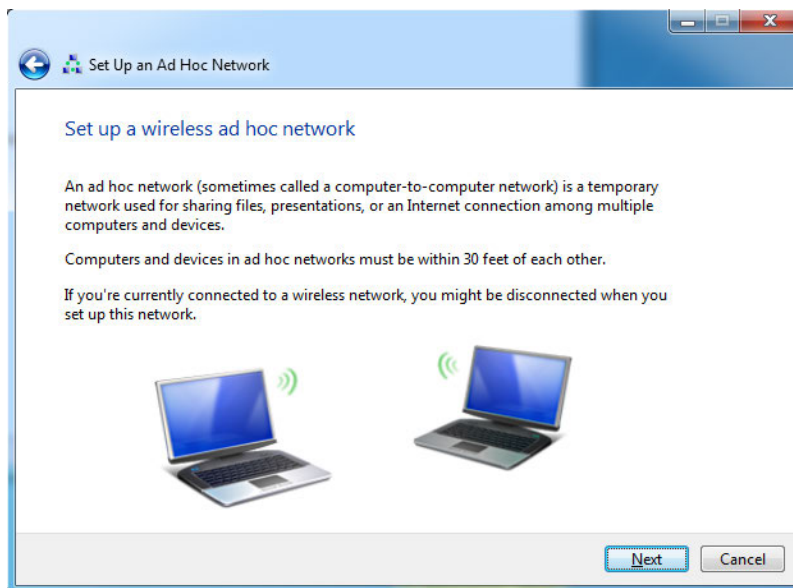 Set Up an Ad Hoc Network
Set up a wireless ad hoc network
An ad hoc network (sometimes called a computer-to-computer network) is a temporary
network used for sharing files, presentations, or an Internet connection among multiple
computers and devices.
Computers and devices in ad hoc networks must be within 30 feet of each other.
If you're currently connected to a wireless network, you might be disconnected when you
set up this network.
Next Cancel